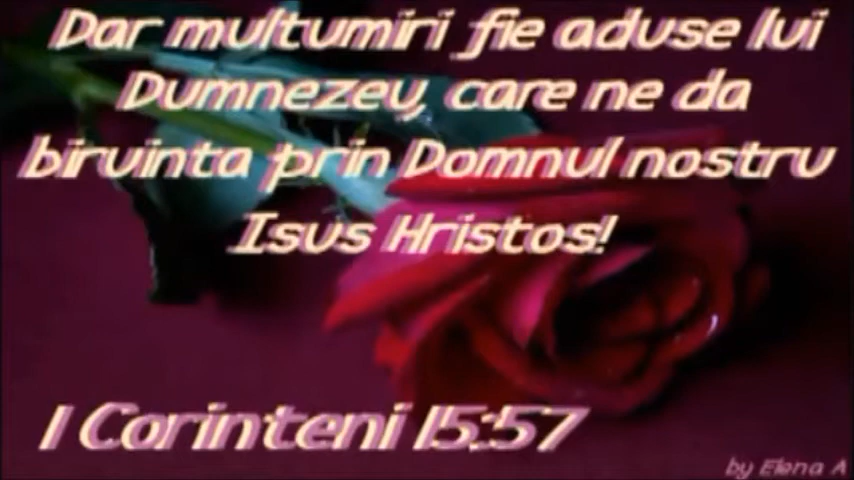 Dar multumiri fie aduse lui
Dumnezeu, care ne da
biruinta prin Domnul nostru
Isus Hristos!
1 Corinteni 15:57
by Elena A